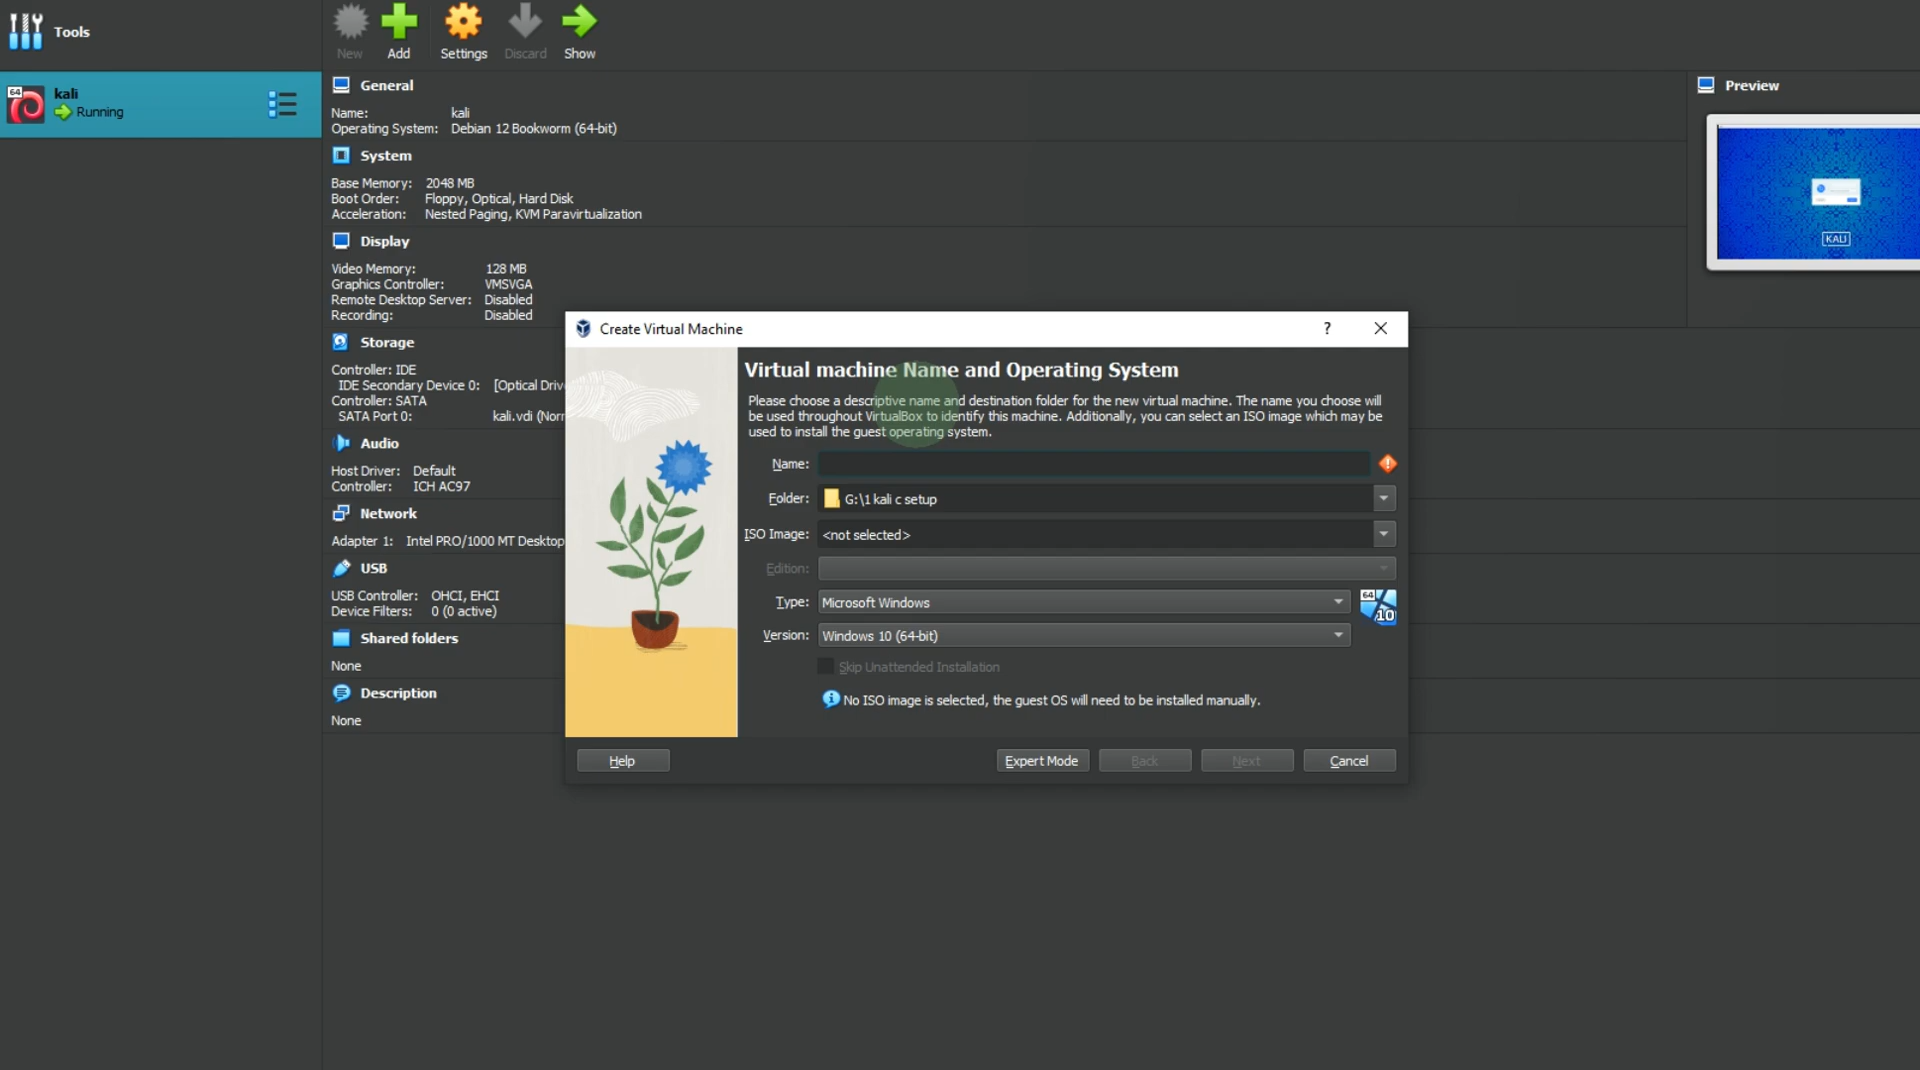 Tools
New
Add
Settings
Discard
Show
64
kali
Running
General
Name: kali
Operating System: Debian 12 Bookworm (64-bit)
System
Base Memory: 2048 MB
Boot Order: Floppy, Optical, Hard Disk
Acceleration: Nested Paging, KVM Paravirtualization
Display
Video Memory: 128 MB
Graphics Controller: VMSVGA
Remote Desktop Server: Disabled
Recording: Disabled
Storage
Controller: IDE
IDE Secondary Device 0: [Optical Driv
Controller: SATA
SATA Port 0: kali.vdi (Norr
Audio
Host Driver: Default
Controller: ICH AC97
Network
Adapter 1: Intel PRO/1000 MT Desktop
USB
USB Controller: OHCI, EHCI
Device Filters: 0 (0 active)
Shared folders
None
Description
None
Preview
KALI
Create Virtual Machine
?
Virtual machine Name and Operating System
Please choose a descriptive name and destination folder for the new virtual machine. The name you choose will
be used throughout VirtualBox to identify this machine. Additionally, you can select an ISO image which may be
used to install the guest operating system.
Name:
Folder: G:\1 kali c setup
ISO Image: <not selected>
Edition:
Type: Microsoft Windows
64
10
Version: Windows 10 (64-bit)
Skip Unattended Installation
No ISO image is selected, the guest OS will need to be installed manually.
Help
Expert Mode
Back
Next
Cancel